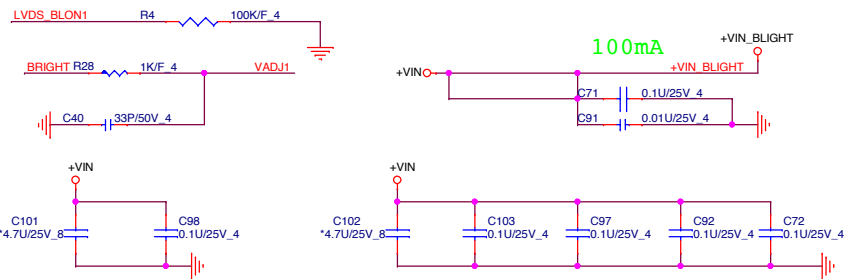 LVDS_BLON1 R4 100K/F_4
100mA
+VIN_BLIGHT
BRIGHT R28 1K/F_4 VADJ1
+VIN +VIN_BLIGHT
C71 0.1U/25V_4
C40 33P/50V_4
C91 0.01U/25V_4
+VIN
+VIN
C101 C98
*4.7U/25V_8 0.1U/25V_4
C102 C103 C97 C92 C72
*4.7U/25V_8 0.1U/25V_4 0.1U/25V_4 0.1U/25V_4 0.1U/25V_4